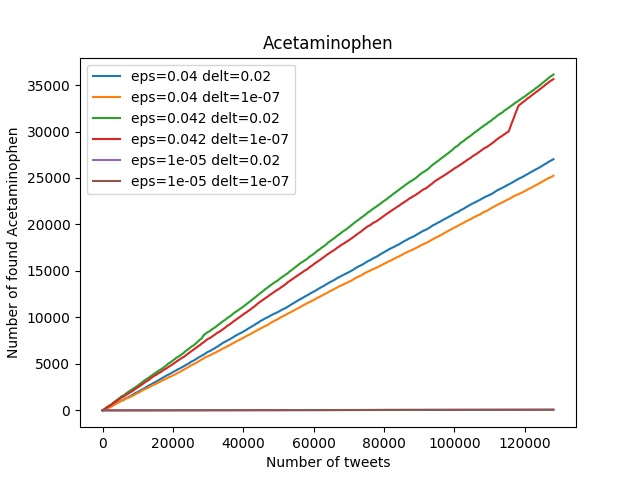 Acetaminophen
eps=0.04 delt=0.02
eps=0.04 delt=1e-07
eps=0.042 delt=0.02
eps=0.042 delt=1e-07
eps=1e-05 delt=0.02
eps=1e-05 delt=1e-07
Number of found Acetaminophen
35000
30000
25000
20000
15000
10000
5000
0
0 20000 40000 60000 80000 100000 120000
Number of tweets